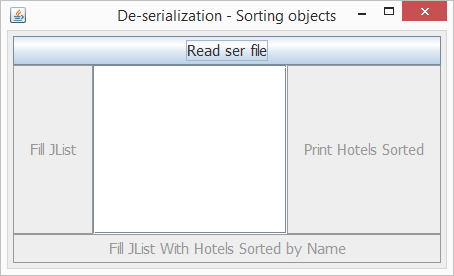 De-serialization - Sorting objects
Read ser file
Fill JList
Print Hotels Sorted
Fill JList With Hotels Sorted by Name